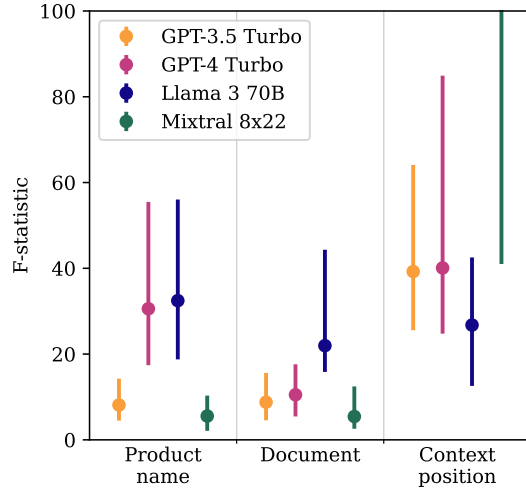 100
80
60
40
20
0
F-statistic
GPT-3.5 Turbo
GPT-4 Turbo
Llama 3 70B
Mixtral 8x22
Product
name
Document
Context
position